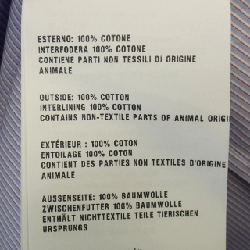 ESTERNO: 100% COTONE
INTERFODERA 100% COTONE
CONTIENE PARTI NON TESSILI DI ORIGINE
ANIMALE
OUTSIDE: 100% COTTON
INTERLINING 100% COTTON
CONTAINS NON-TEXTILE PARTS OF ANIMAL ORIGI
EXTÉRIEUR : 100% COTON
ENTOILAGE 100% COTON
CONTIENT DES PARTIES NON TEXTILES D'ORIGINE
ANIMALE
AUSSENSEITE: 100% BAUMWOLLE
ZWISCHENFUTTER 100% BAUMWOLLE
ENTHÄLT NICHTTEXTILE TEILE TIERISCHEN
URSPRUNGS